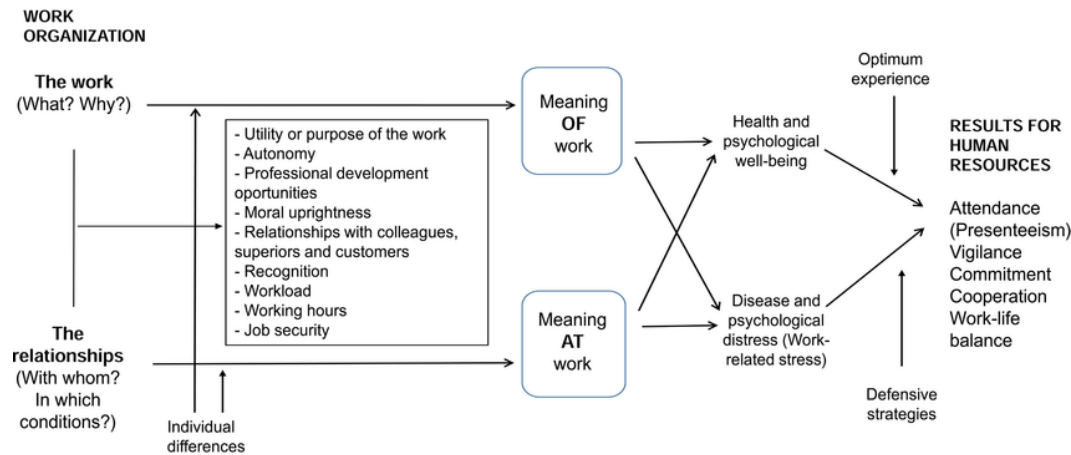 WORK
ORGANIZATION
The work
(What? Why?)
The
relationships
(With whom?
In which
conditions?)
Individual
differences
- Utility or purpose of the work
- Autonomy
- Professional development
oportunities
- Moral uprightness
- Relationships with colleagues,
superiors and customers
- Recognition
- Workload
- Working hours
- Job security
Meaning
OF
work
Meaning
AT
work
Health and
psychological
well-being
Disease and
psychological
distress (Work-
related stress)
Optimum
experience
Defensive
strategies
RESULTS FOR
HUMAN
RESOURCES
Attendance
(Presenteeism)
Vigilance
Commitment
Cooperation
Work-life
balance